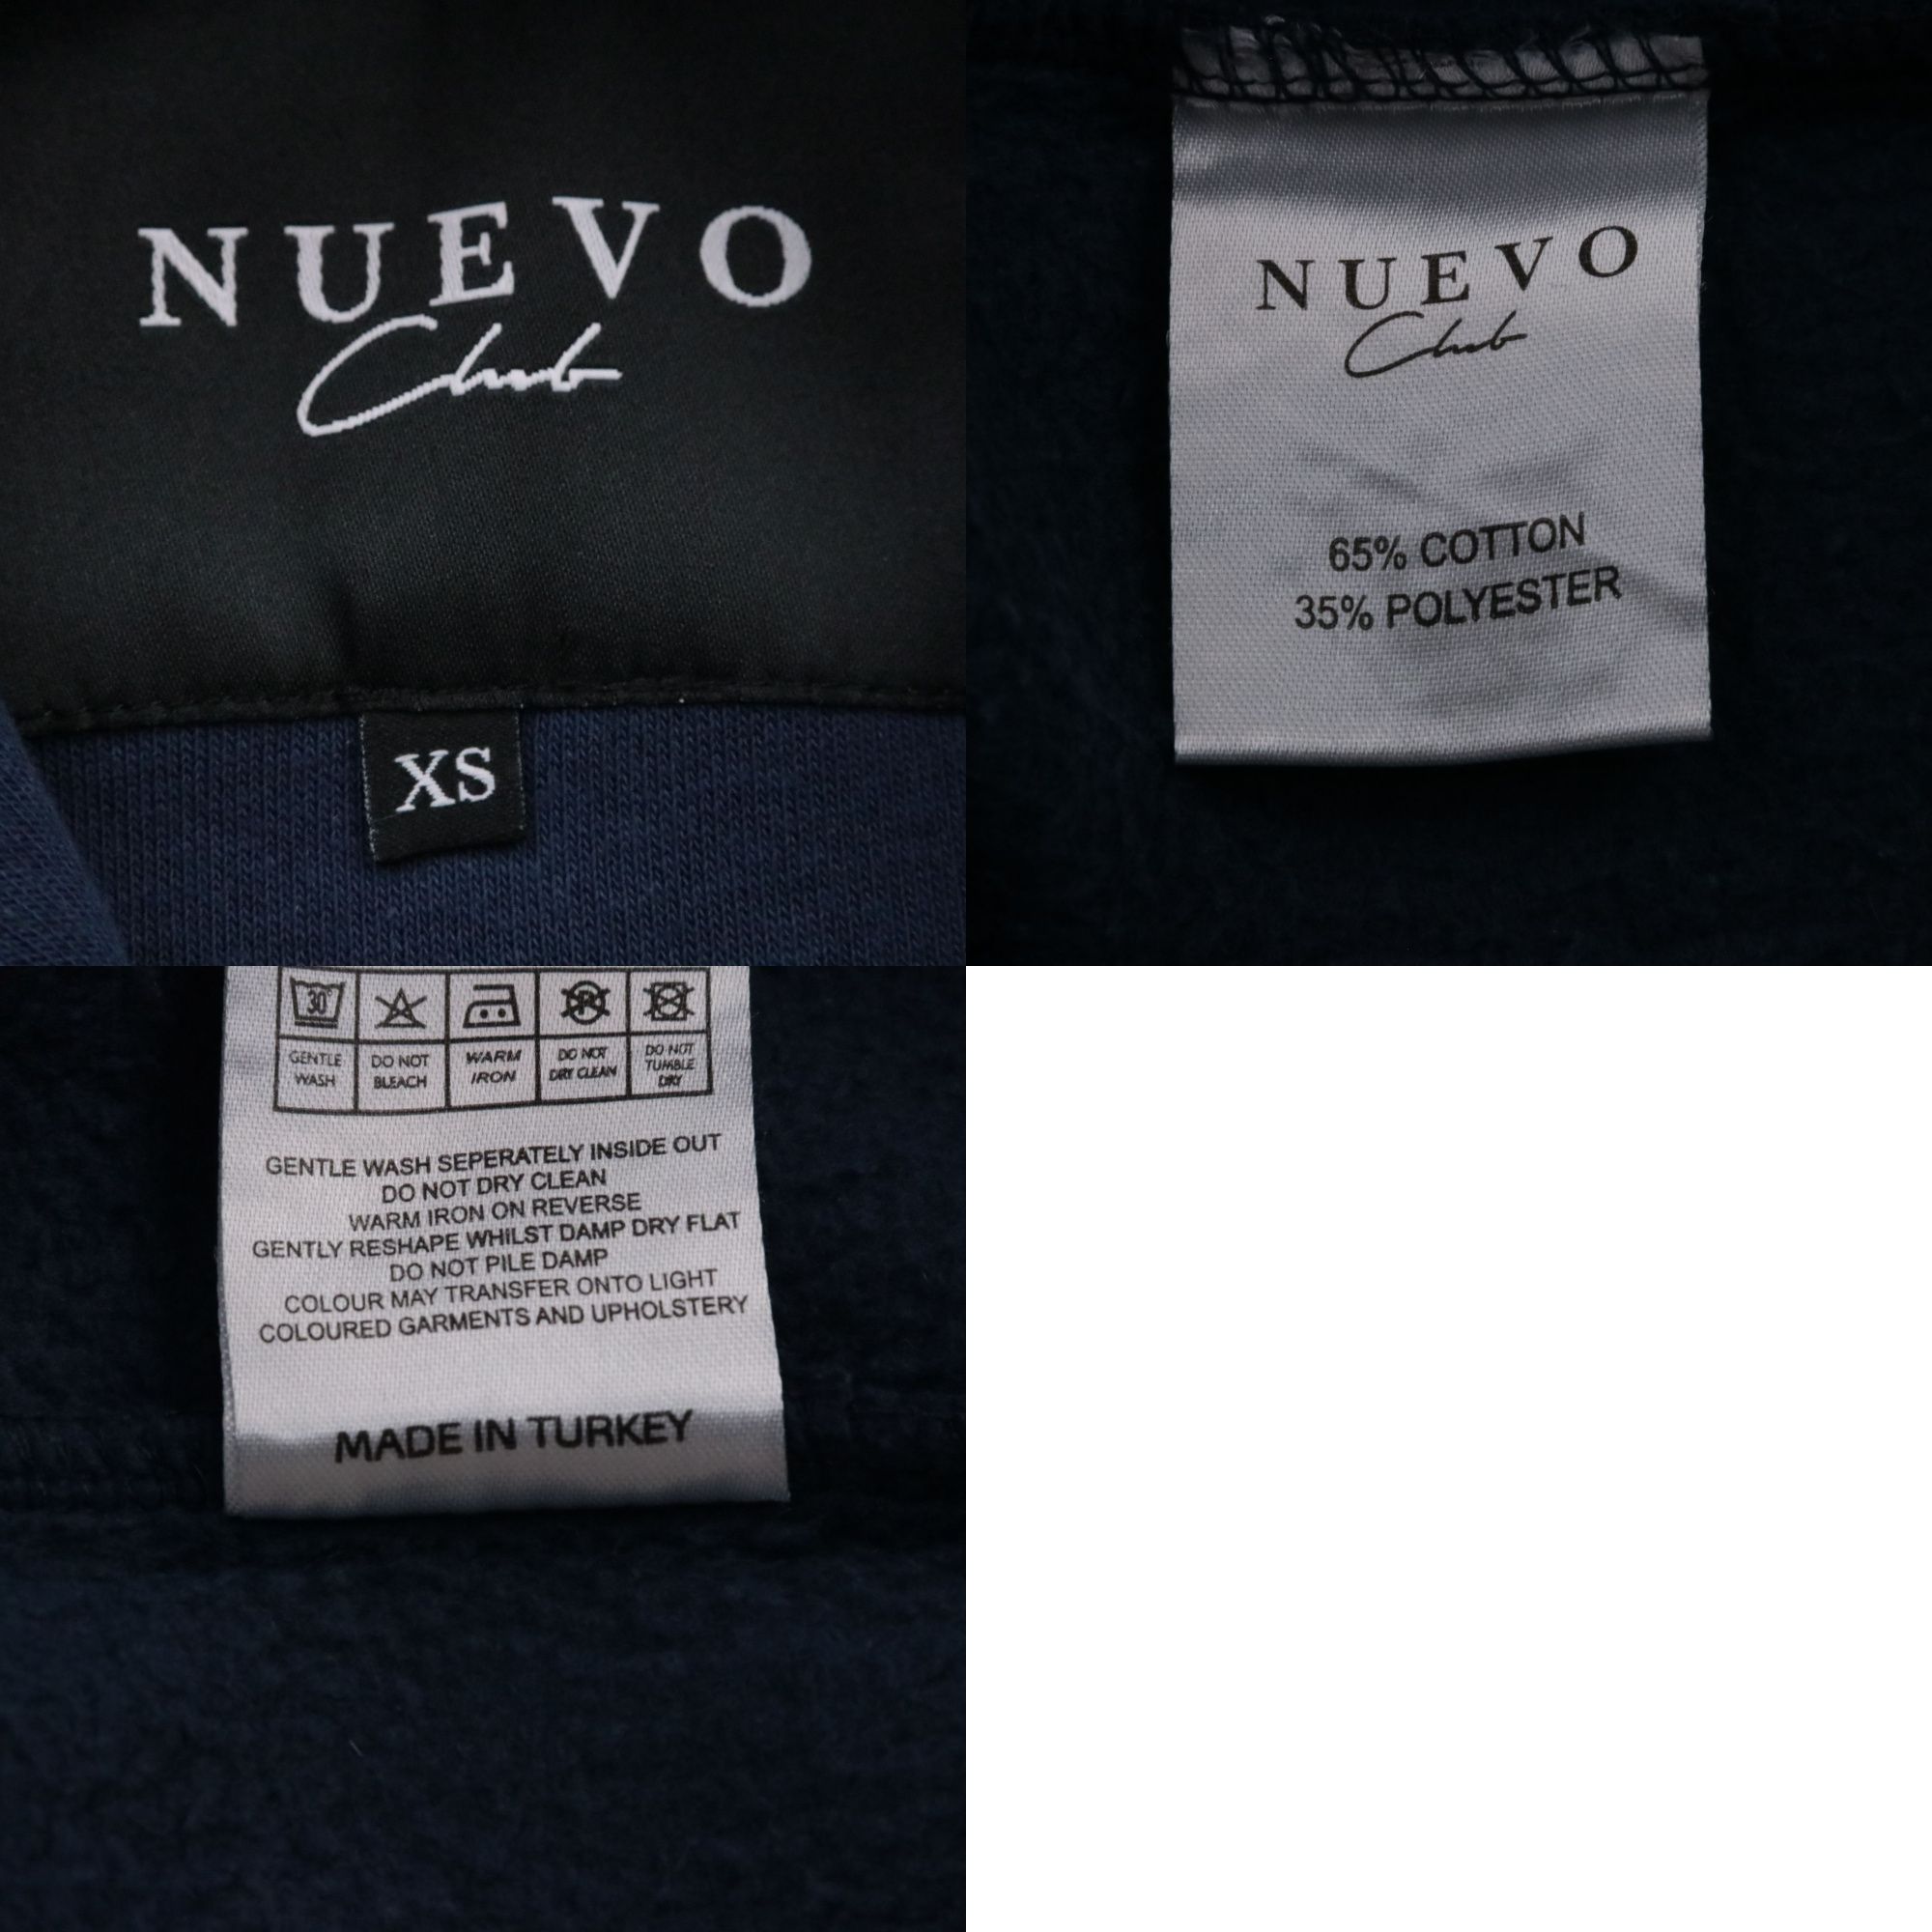 NUEVO
Club
XS
NUEVO
Club
65% COTTON
35% POLYESTER
30°
P
GENTLE WASH
DO NOT BLEACH
WARM IRON
DO NOT DRY CLEAN
DO NOT TUMBLE DRY
GENTLE WASH SEPERATELY INSIDE OUT
DO NOT DRY CLEAN
WARM IRON ON REVERSE
GENTLY RESHAPE WHILST DAMP DRY FLAT
DO NOT PILE DAMP
COLOUR MAY TRANSFER ONTO LIGHT
COLOURED GARMENTS AND UPHOLSTERY
MADE IN TURKEY